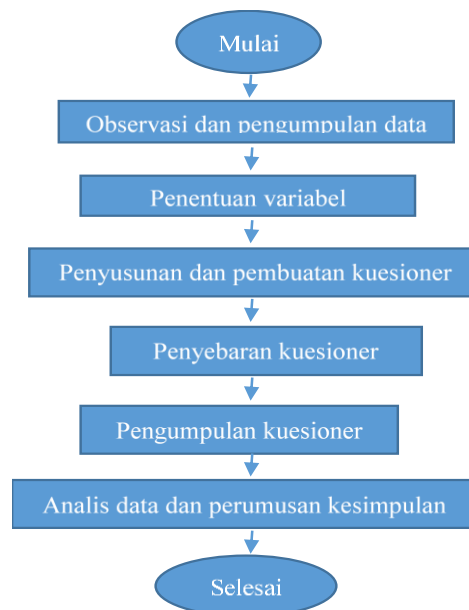 Mulai
Observasi dan pengumpulan data
Penentuan variabel
Penyusunan dan pembuatan kuesioner
Penyebaran kuesioner
Pengumpulan kuesioner
Analis data dan perumusan kesimpulan
Selesai